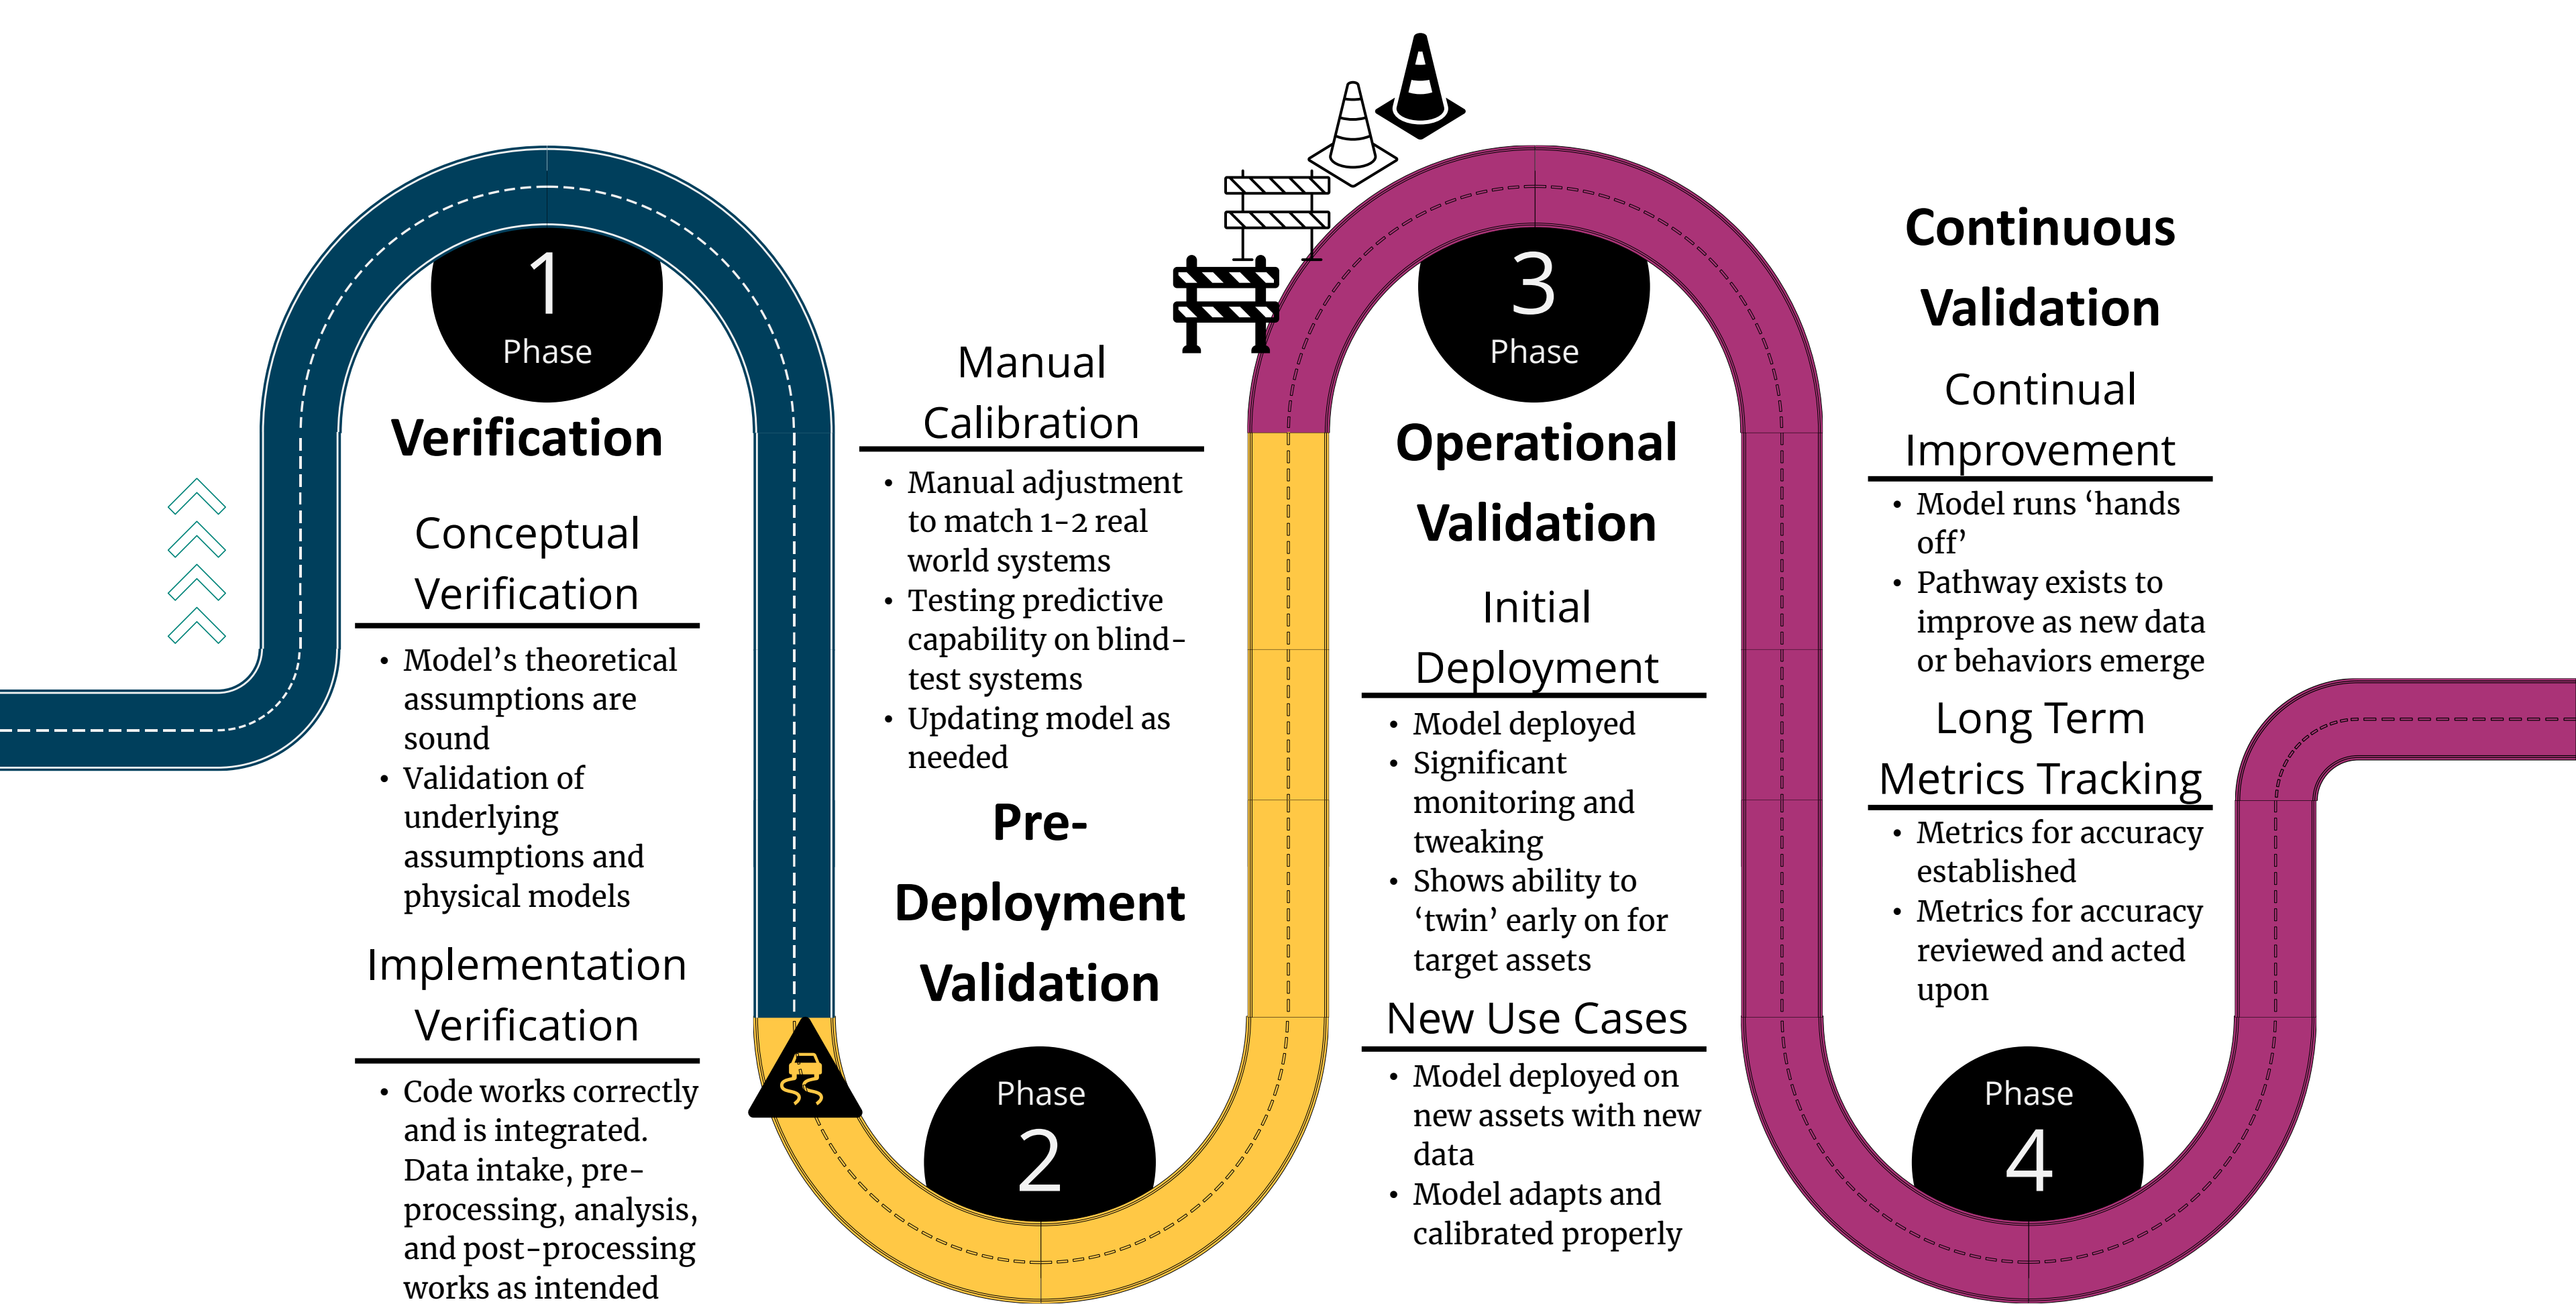 1
Phase
Verification
Conceptual
Verification
• Model’s theoretical
assumptions are
sound
• Validation of
underlying
assumptions and
physical models
Implementation
Verification
• Code works correctly
and is integrated.
Data intake, pre-
processing, analysis,
and post-processing
works as intended
Manual
Calibration
• Manual adjustment
to match 1-2 real
world systems
• Testing predictive
capability on blind-
test systems
• Updating model as
needed
Pre-
Deployment
Validation
Phase
2
3
Phase
Operational
Validation
Initial
Deployment
• Model deployed
• Significant
monitoring and
tweaking
• Shows ability to
‘twin’ early on for
target assets
New Use Cases
• Model deployed on
new assets with new
data
• Model adapts and
calibrated properly
Continuous
Validation
Continual
Improvement
• Model runs ‘hands
off’
• Pathway exists to
improve as new data
or behaviors emerge
Long Term
Metrics Tracking
• Metrics for accuracy
established
• Metrics for accuracy
reviewed and acted
upon
Phase
4